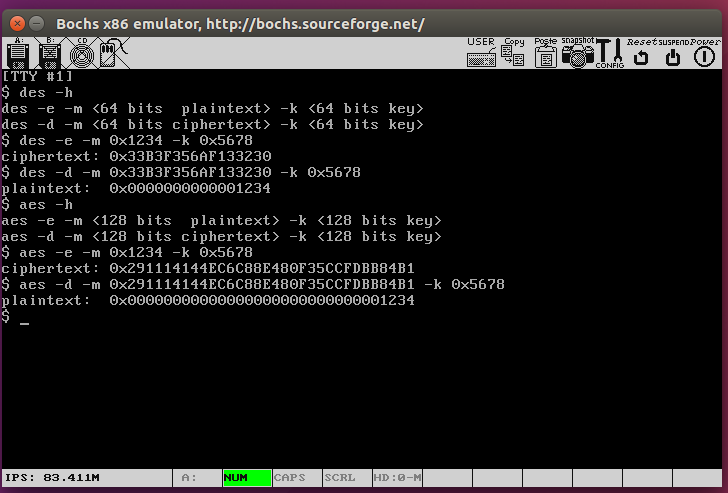 Bochs x86 emulator, http://bochs.sourceforge.net/
A: B: CD USER Copy Paste snapshot CONFIG Reset SUSPEND Power
[TTY #1]
$ des -h
des -e -m <64 bits  plaintext> -k <64 bits key>
des -d -m <64 bits ciphertext> -k <64 bits key>
$ des -e -m 0x1234 -k 0x5678
ciphertext: 0x33B3F356AF133230
$ des -d -m 0x33B3F356AF133230 -k 0x5678
plaintext:  0x0000000000001234
$ aes -h
aes -e -m <128 bits  plaintext> -k <128 bits key>
aes -d -m <128 bits ciphertext> -k <128 bits key>
$ aes -e -m 0x1234 -k 0x5678
ciphertext: 0x291114144EC6C88E480F35CCFDBB84B1
$ aes -d -m 0x291114144EC6C88E480F35CCFDBB84B1 -k 0x5678
plaintext:  0x00000000000000000000000000001234
$ _
IPS: 83.411M A: NUM CAPS SCRL HD:0-M